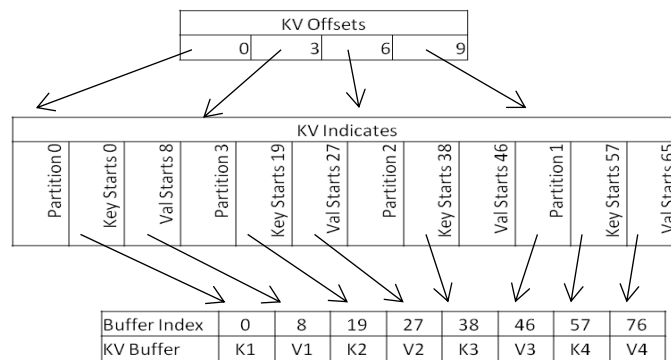 KV Offsets
0 3 6 9
KV Indicates
Partition 0
Key Starts 0
Val Starts 8
Partition 3
Key Starts 19
Val Starts 27
Partition 2
Key Starts 38
Val Starts 46
Partition 1
Key Starts 57
Val Starts 65
Buffer Index 0 8 19 27 38 46 57 76
KV Buffer K1 V1 K2 V2 K3 V3 K4 V4